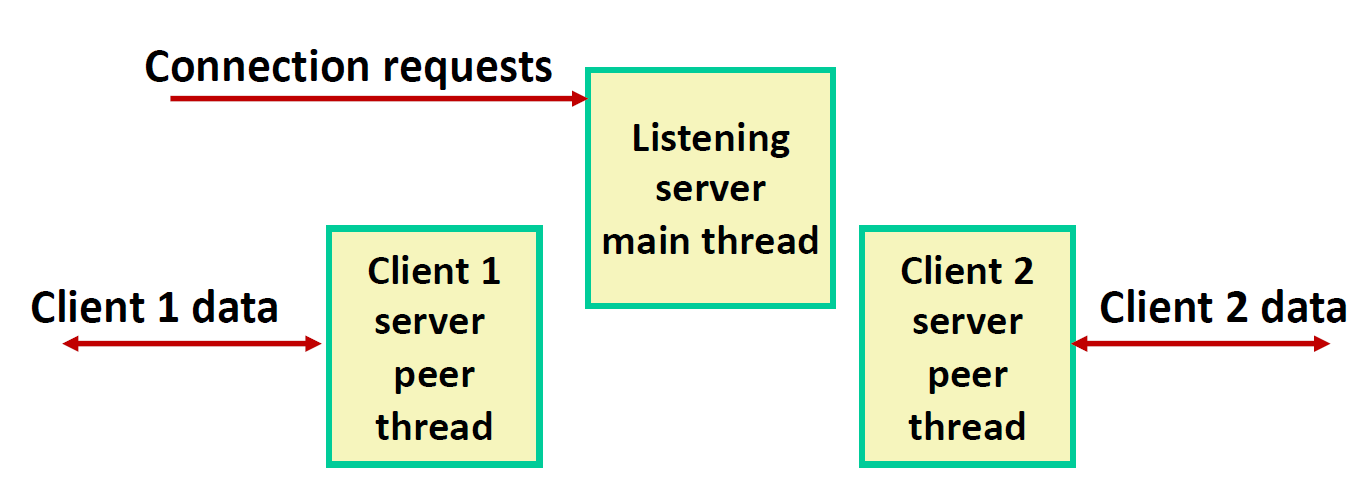 Connection requests
Listening
server
main thread
Client 1
server
peer
thread
Client 1 data
Client 2
server
peer
thread
Client 2 data